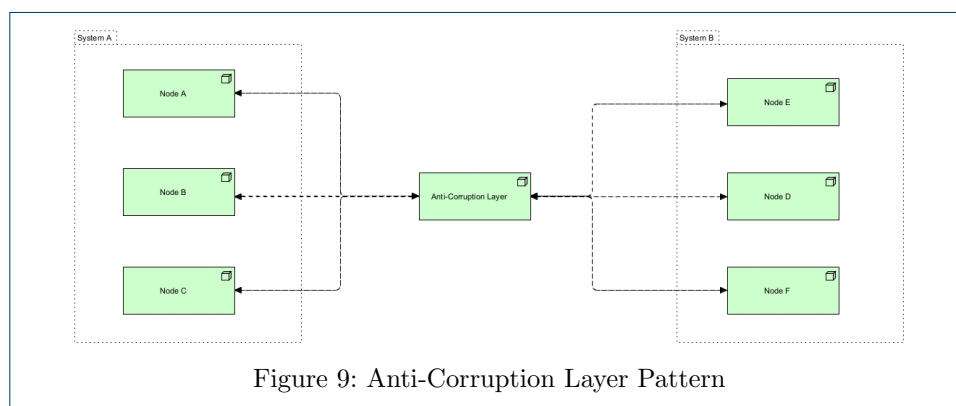 System A
System B
Node A
Node E
Node B
Anti-Corruption Layer
Node D
Node C
Node F
Figure 9: Anti-Corruption Layer Pattern